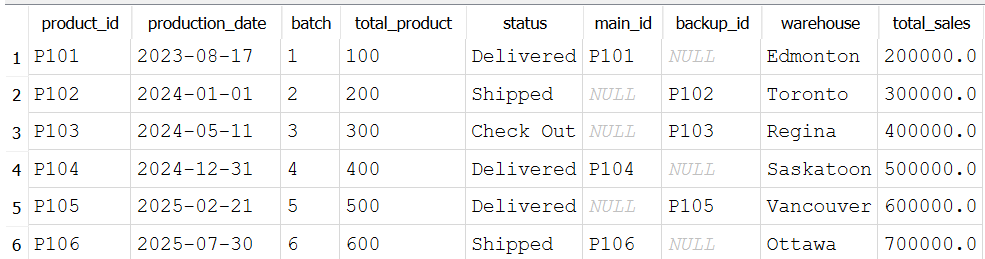 product_id production_date batch total_product status main_id backup_id warehouse total_sales
1 P101 2023-08-17 1 100 Delivered P101 NULL Edmonton 200000.0
2 P102 2024-01-01 2 200 Shipped NULL P102 Toronto 300000.0
3 P103 2024-05-11 3 300 Check Out NULL P103 Regina 400000.0
4 P104 2024-12-31 4 400 Delivered P104 NULL Saskatoon 500000.0
5 P105 2025-02-21 5 500 Delivered NULL P105 Vancouver 600000.0
6 P106 2025-07-30 6 600 Shipped P106 NULL Ottawa 700000.0